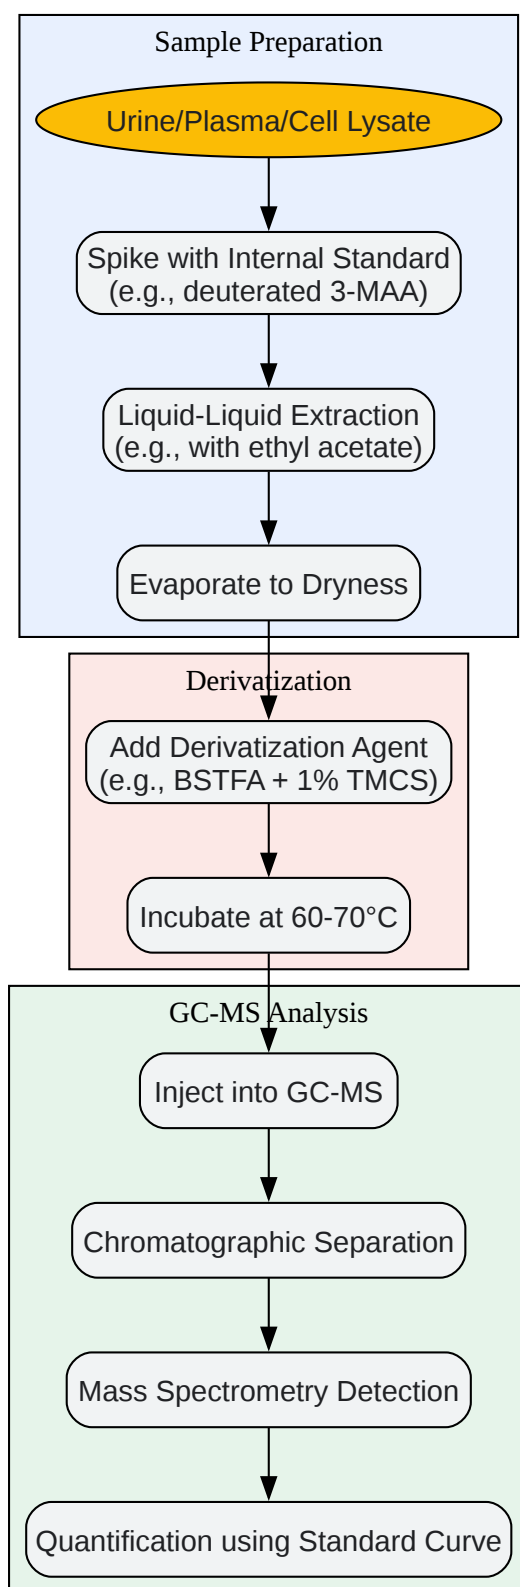 Sample Preparation
Urine/Plasma/Cell Lysate
Spike with Internal Standard
(e.g., deuterated 3-MAA)
Liquid-Liquid Extraction
(e.g., with ethyl acetate)
Evaporate to Dryness
Derivatization
Add Derivatization Agent
(e.g., BSTFA + 1% TMCS)
Incubate at 60-70°C
GC-MS Analysis
Inject into GC-MS
Chromatographic Separation
Mass Spectrometry Detection
Quantification using Standard Curve